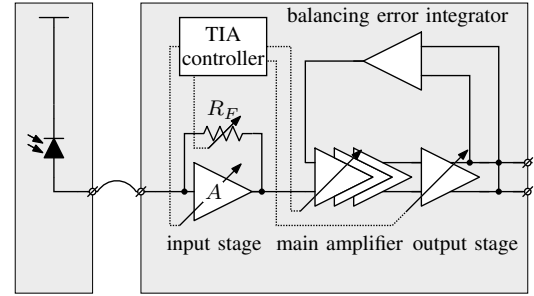 balancing error integrator
TIA
controller
R_F
A
input stage main amplifier output stage